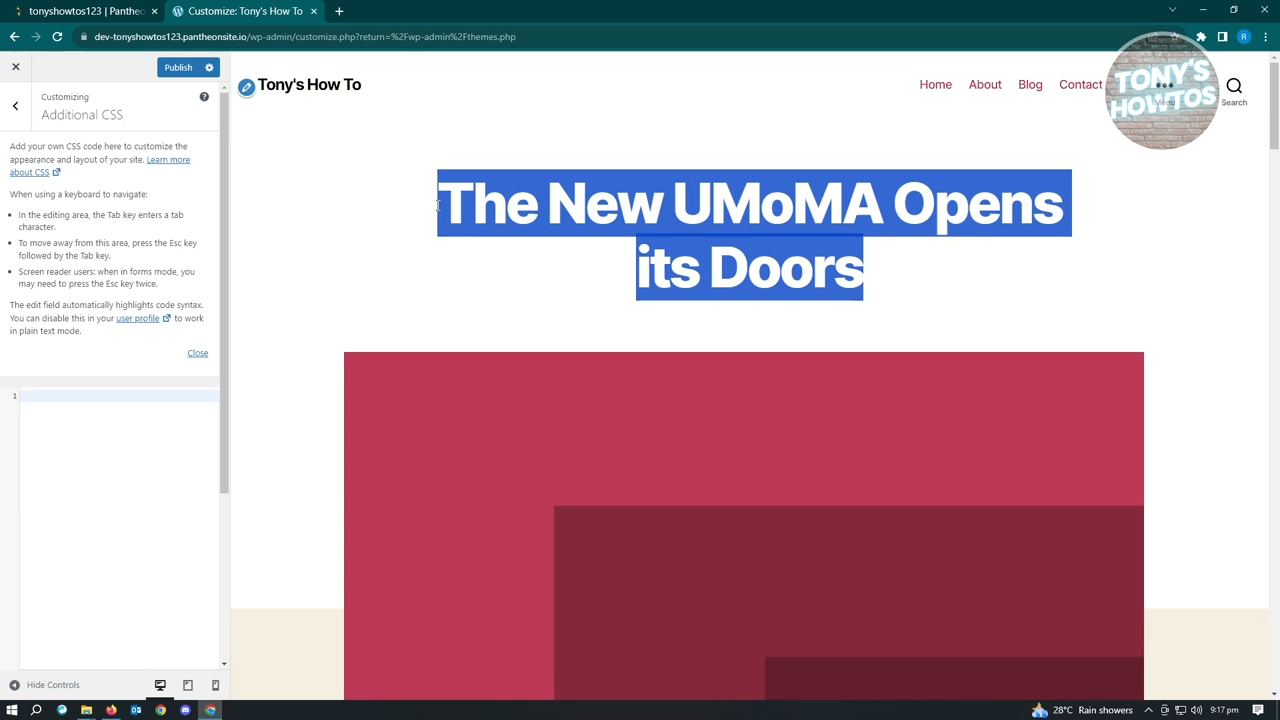 tonyshowtos123 | Pantheo
Customize: Tony's How To
dev-tonyshowtos123.pantheonsite.io/wp-admin/customize.php?return=%2Fwp-admin%2Fthemes.php
R
Publish
Customizing
Additional CSS
Add your own CSS code here to customize the
appearance and layout of your site. Learn more
about CSS
When using a keyboard to navigate:
In the editing area, the Tab key enters a tab
character.
To move away from this area, press the Esc key
followed by the Tab key.
Screen reader users: when in forms mode, you
may need to press the Esc key twice.
The edit field automatically highlights code syntax.
You can disable this in your user profile to work
in plain text mode.
Close
1
Hide Controls
Tony's How To
Home About Blog Contact
Menu
Search
TONY'S
HOWTOS
The New UMoMA Opens
its Doors
28°C Rain showers
9:17 pm